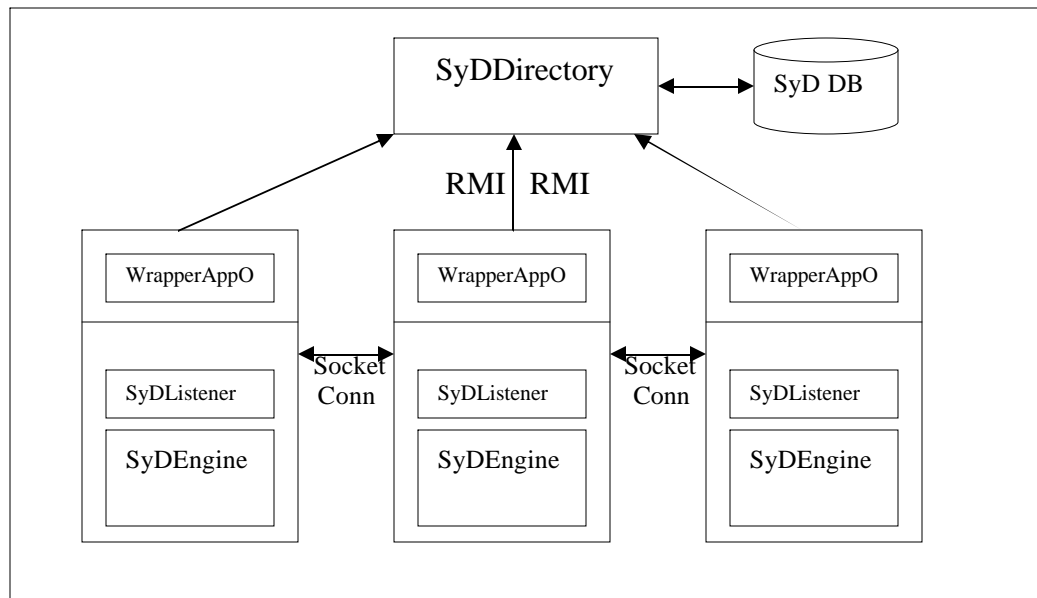 SyDDirectory
SyD DB
RMI RMI
WrapperAppO
WrapperAppO
WrapperAppO
Socket
Conn
Socket
Conn
SyDListener
SyDListener
SyDListener
SyDEngine
SyDEngine
SyDEngine